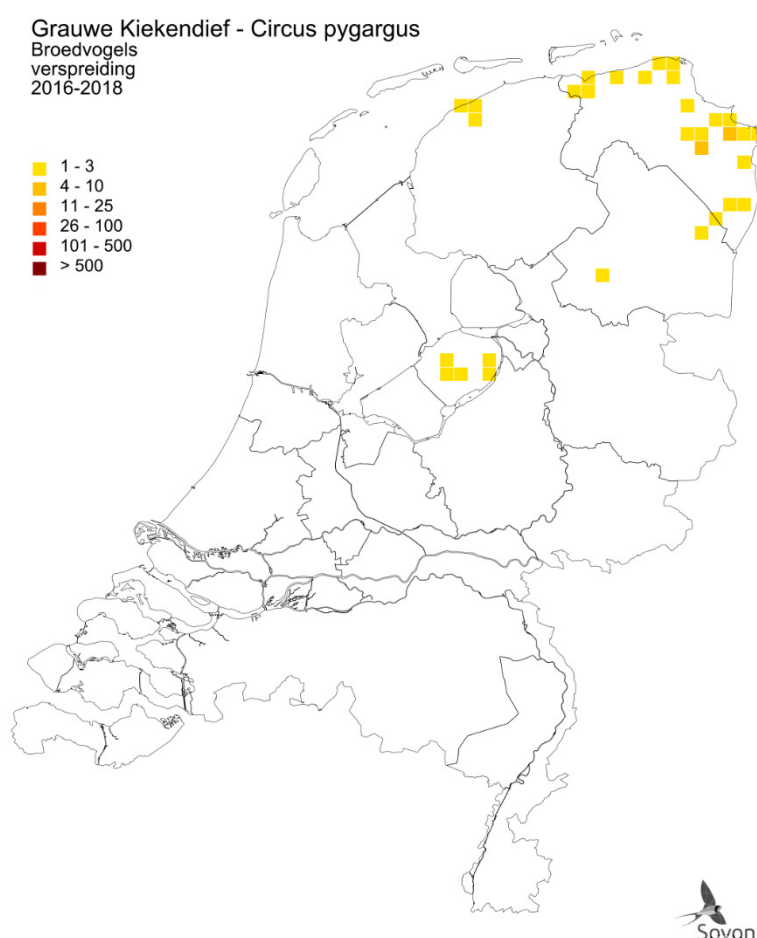 Grauwe Kiekendief - Circus pygargus
Broedvogels
verspreiding
2016-2018
1 - 3
4 - 10
11 - 25
26 - 100
101 - 500
> 500
Sovon